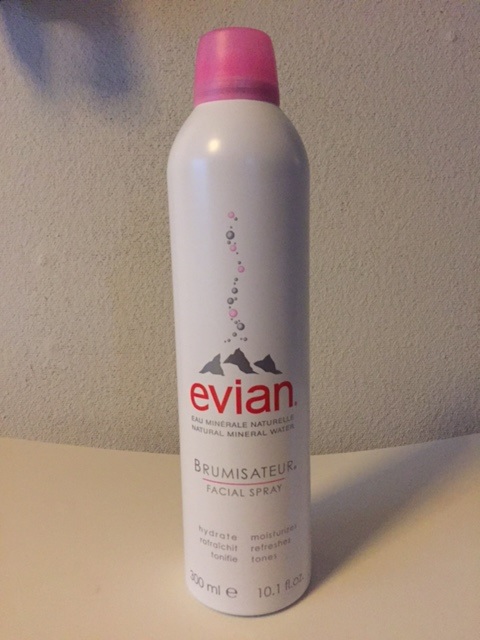 evian.
EAU MINÉRALE NATURELLE
NATURAL MINERAL WATER
BRUMISATEUR®
FACIAL SPRAY
hydrate moisturizes
rafraîchit refreshes
tonifie tones
300 ml ℮ 10.1 fl.oz.